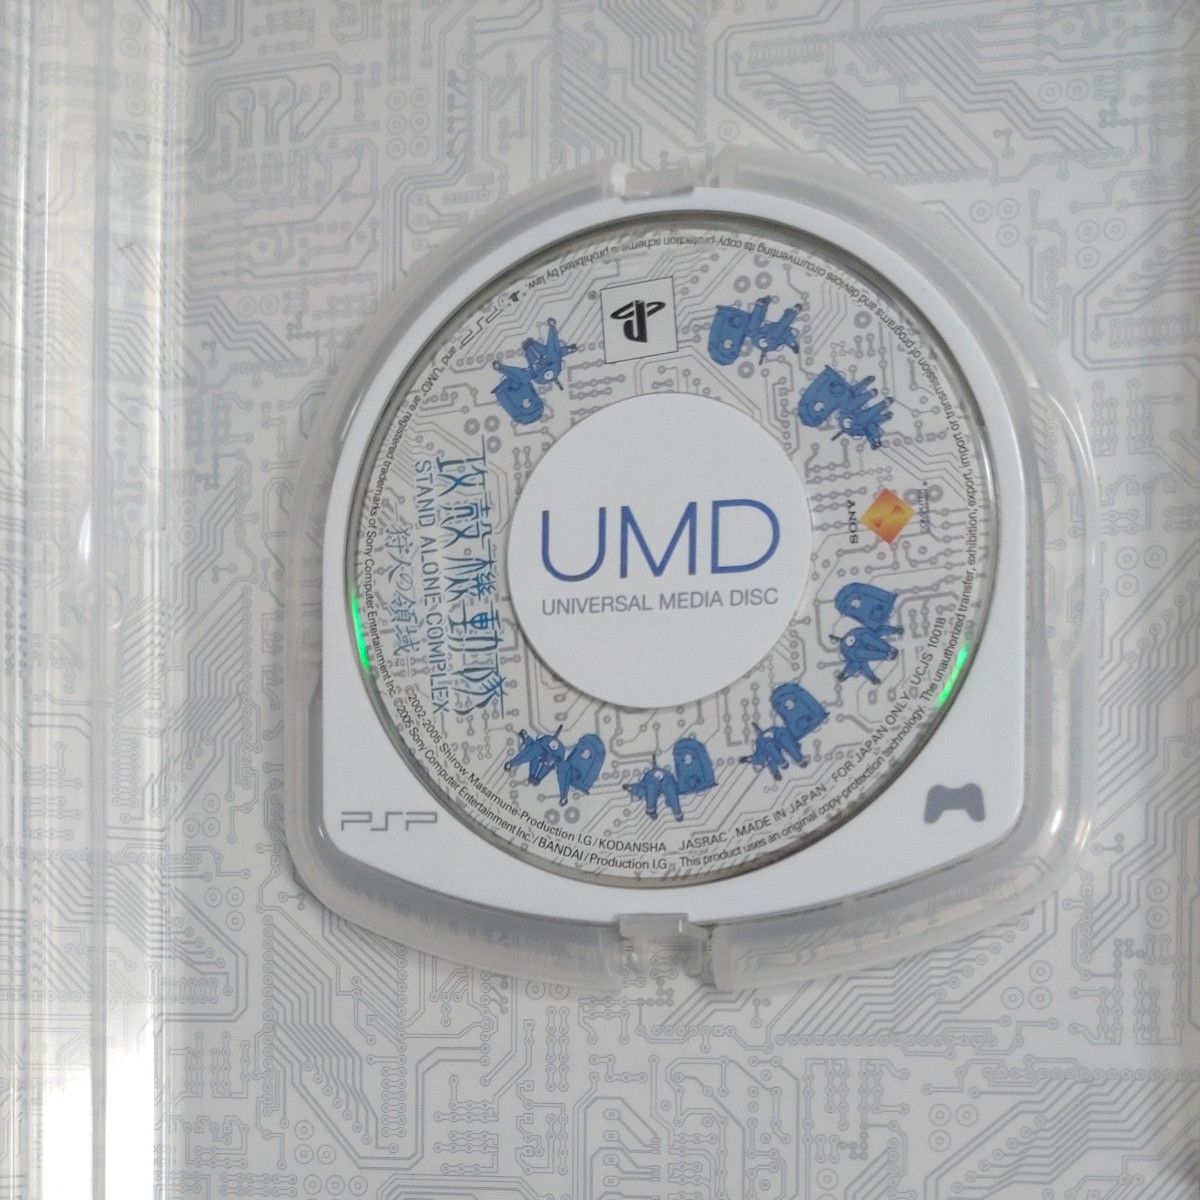 UMD
UNIVERSAL MEDIA DISC
攻殻機動隊
STAND ALONE COMPLEX
狩人の領域™
SONY
PSP
"PSP" and "UMD" are registered trademarks of Sony Computer Entertainment Inc.
©2002-2005 Shirow Masamune·Production I.G/KODANSHA
©2005 Sony Computer Entertainment Inc./BANDAI/Production I.G
JASRAC
MADE IN JAPAN
FOR JAPAN ONLY
UCJS 10018
This product uses an original copy-protection technology. The unauthorized transfer, exhibition, export, import or transmission of programs and devices circumventing its copy-protection scheme is prohibited by law.